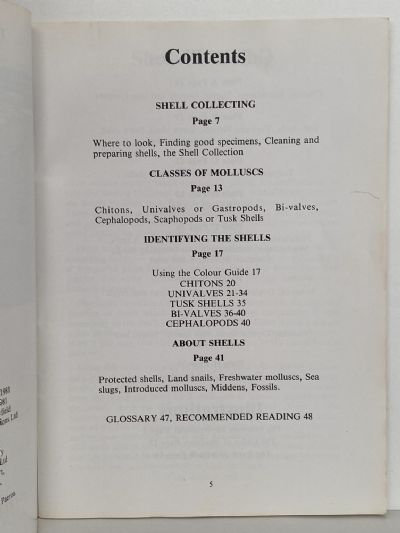 Contents
SHELL COLLECTING
Page 7
Where to look, Finding good specimens, Cleaning and
preparing shells, the Shell Collection
CLASSES OF MOLLUSCS
Page 13
Chitons, Univalves or Gastropods, Bi-valves,
Cephalopods, Scaphopods or Tusk Shells
IDENTIFYING THE SHELLS
Page 17
Using the Colour Guide 17
CHITONS 20
UNIVALVES 21-34
TUSK SHELLS 35
BI-VALVES 36-40
CEPHALOPODS 40
ABOUT SHELLS
Page 41
Protected shells, Land snails, Freshwater molluscs, Sea
slugs, Introduced molluscs, Middens, Fossils.
GLOSSARY 47, RECOMMENDED READING 48
5